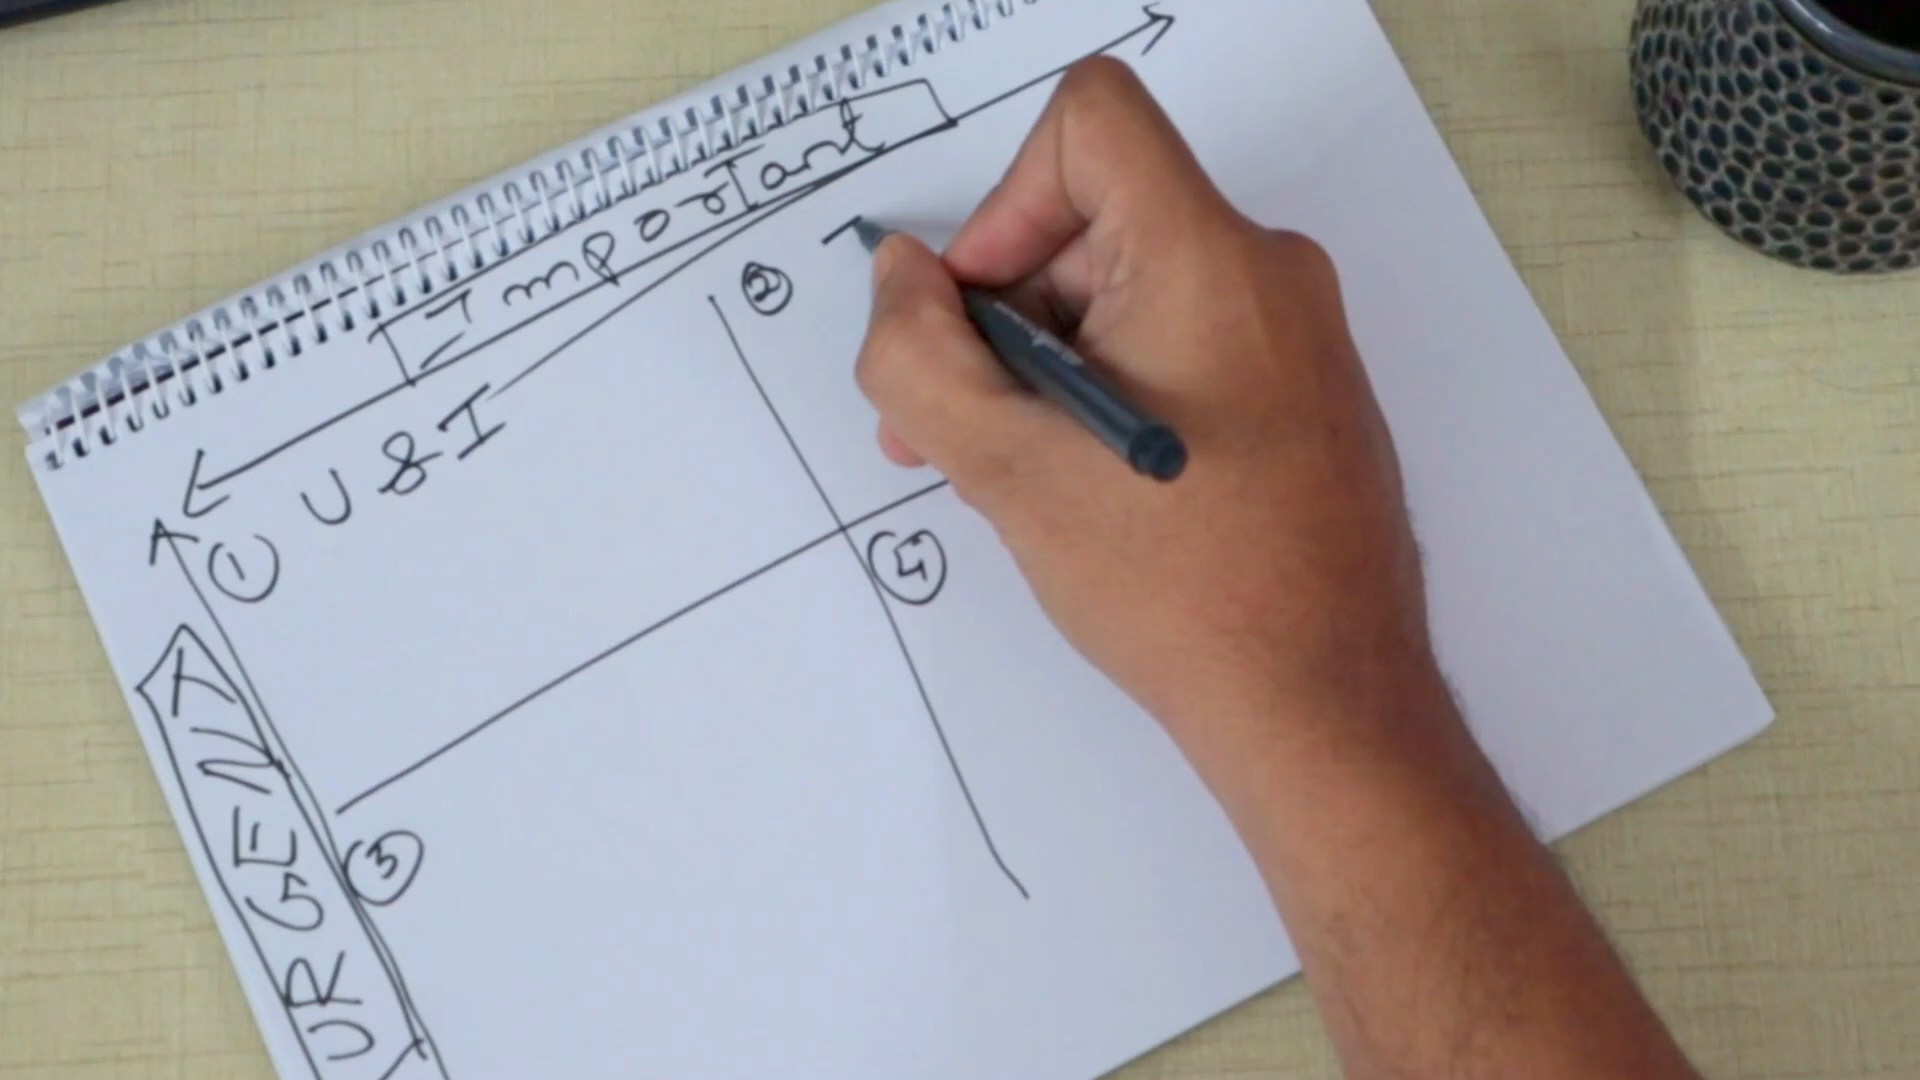 Important
② 
U & I
①
④
URGENT
③